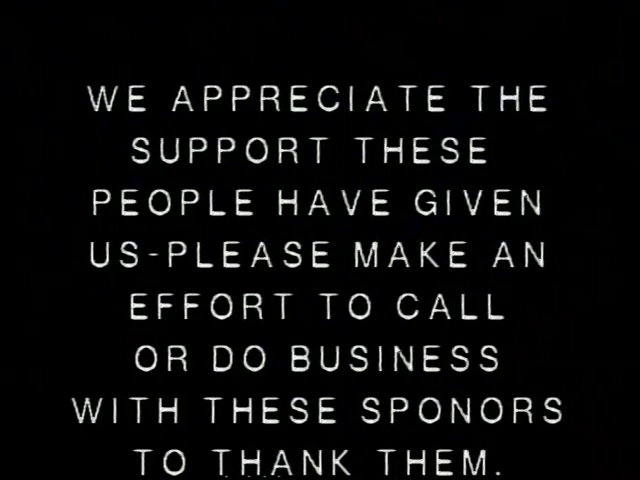 WE APPRECIATE THE
SUPPORT THESE
PEOPLE HAVE GIVEN
US-PLEASE MAKE AN
EFFORT TO CALL
OR DO BUSINESS
WITH THESE SPONORS
TO THANK THEM.